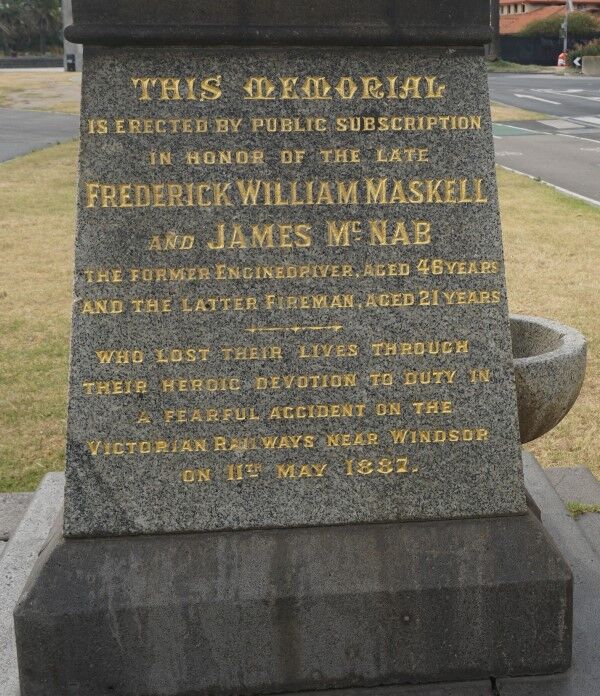 THIS MEMORIAL
IS ERECTED BY PUBLIC SUBSCRIPTION
IN HONOR OF THE LATE
FREDERICK WILLIAM MASKELL
AND JAMES Mc NAB
THE FORMER ENGINEDRIVER, AGED 46 YEARS
AND THE LATTER FIREMAN, AGED 21 YEARS
WHO LOST THEIR LIVES THROUGH
THEIR HEROIC DEVOTION TO DUTY IN
A FEARFUL ACCIDENT ON THE
VICTORIAN RAILWAYS NEAR WINDSOR
ON 11TH MAY 1887.